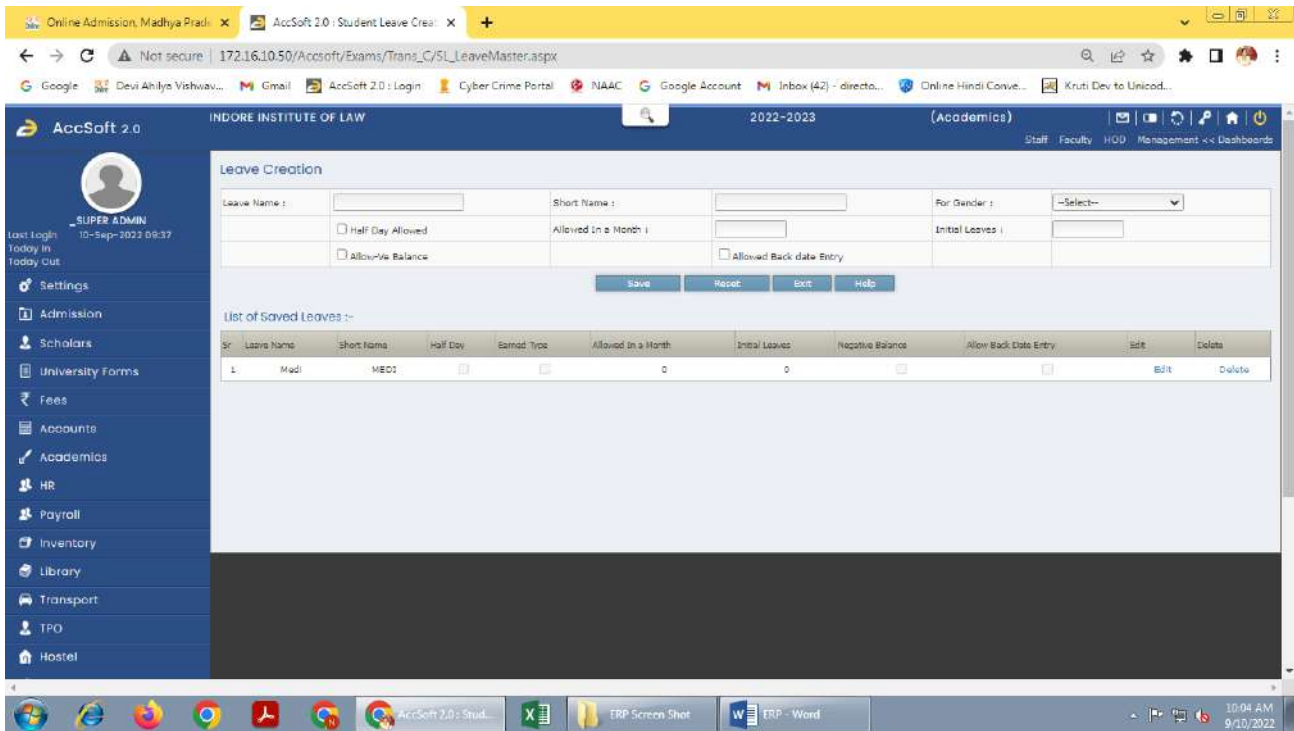 Online Admission, Madhya Prade
AccSoft 2.0 : Student Leave Creat
Not secure | 172.16.10.50/Accsoft/Exams/Trans_C/SL_LeaveMaster.aspx
Google Devi Ahilya Vishwav... Gmail AccSoft 2.0 : Login Cyber Crime Portal NAAC Google Account Inbox (42) - directo... Online Hindi Conve... Kruti Dev to Unicod...
AccSoft 2.0
INDORE INSTITUTE OF LAW 2022-2023 (Academics)
Staff Faculty HOD Management << Dashboards
_SUPER ADMIN
Last Login 10-Sep-2022 09:37
Today In
Today Out
Settings
Admission
Scholars
University Forms
Fees
Accounts
Academics
HR
Payroll
Inventory
Library
Transport
TPO
Hostel
Leave Creation
Leave Name : Short Name : For Gender : --Select--
Half Day Allowed Allowed In a Month : Initial Leaves :
Allow-Ve Balance Allowed Back date Entry
Save Reset Exit Help
List of Saved Leaves :-
Sr Leave Name Short Name Half Day Earned Type Allowed In a Month Initial Leaves Negative Balance Allow Back Date Entry Edit Delete
1 Medi MEDI 0 0 Edit Delete
AccSoft 2.0 : Stud... ERP Screen Shot ERP - Word
10:04 AM
9/10/2022